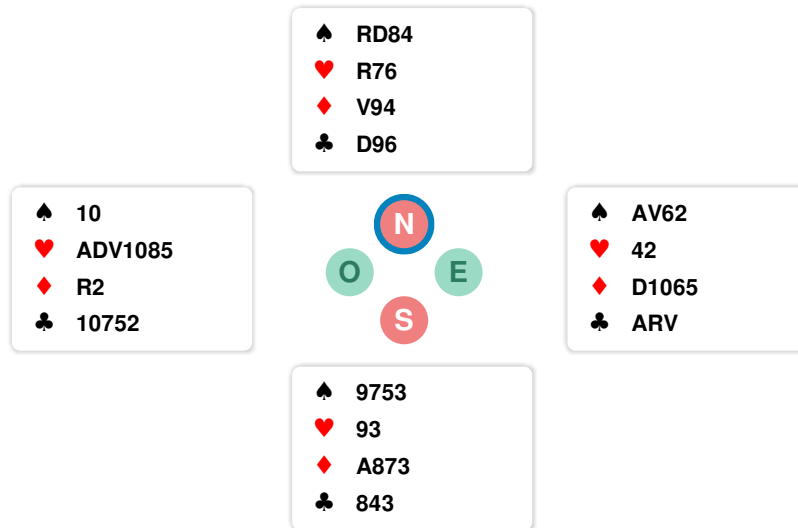 ♠ RD84
♥ R76
♦ V94
♣ D96
♠ 10
♥ ADV1085
♦ R2
♣ 10752
N
O E
S
♠ AV62
♥ 42
♦ D1065
♣ ARV
♠ 9753
♥ 93
♦ A873
♣ 843